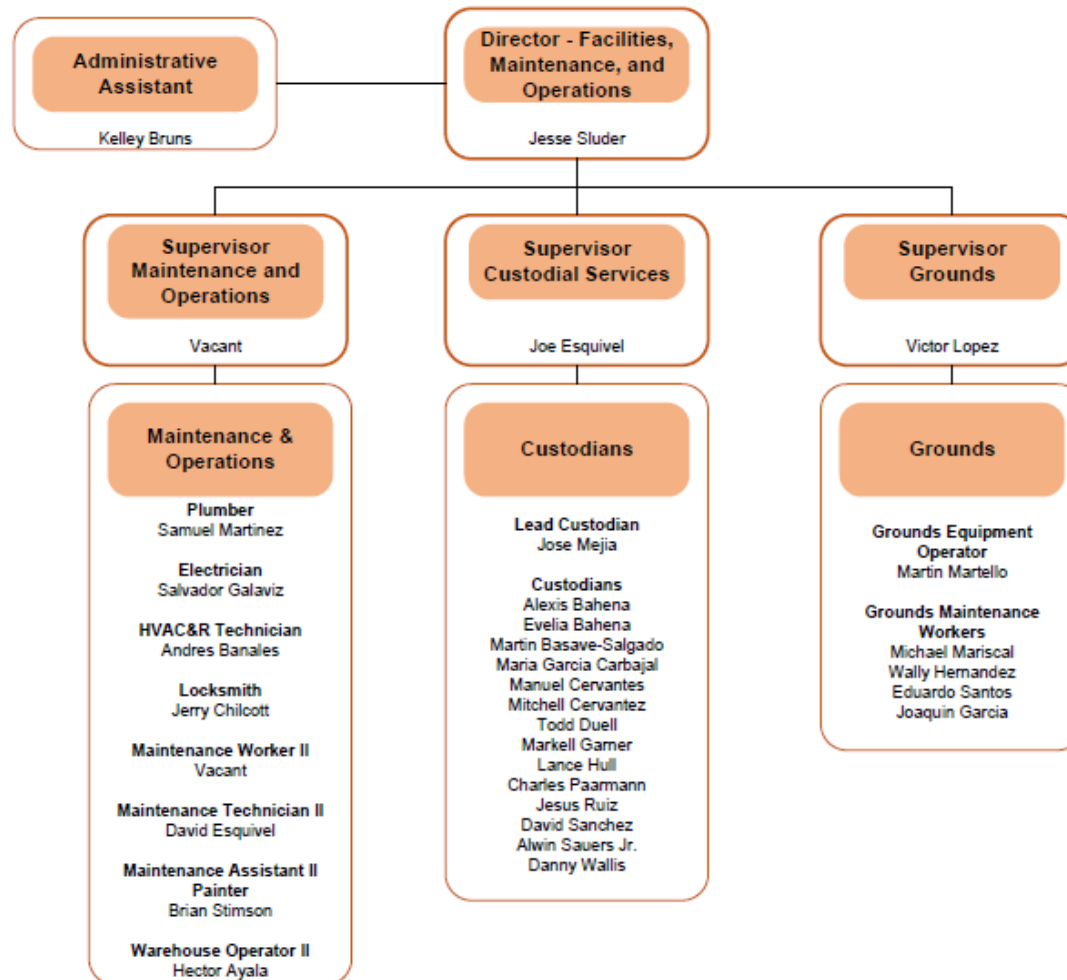 Administrative
Assistant
Kelley Bruns
Director - Facilities,
Maintenance, and
Operations
Jesse Sluder
Supervisor
Maintenance and
Operations
Vacant
Supervisor
Custodial Services
Joe Esquivel
Supervisor
Grounds
Victor Lopez
Maintenance &
Operations
Plumber
Samuel Martinez
Electrician
Salvador Galaviz
HVAC&R Technician
Andres Banales
Locksmith
Jerry Chilcott
Maintenance Worker II
Vacant
Maintenance Technician II
David Esquivel
Maintenance Assistant II
Painter
Brian Stimson
Warehouse Operator II
Hector Ayala
Custodians
Lead Custodian
Jose Mejia
Custodians
Alexis Bahena
Evelia Bahena
Martin Basave-Salgado
Maria Garcia Carbajal
Manuel Cervantes
Mitchell Cervantez
Todd Duell
Markell Garner
Lance Hull
Charles Paarmann
Jesus Ruiz
David Sanchez
Alwin Sauers Jr.
Danny Wallis
Grounds
Grounds Equipment
Operator
Martin Martello
Grounds Maintenance
Workers
Michael Mariscal
Wally Hernandez
Eduardo Santos
Joaquin Garcia